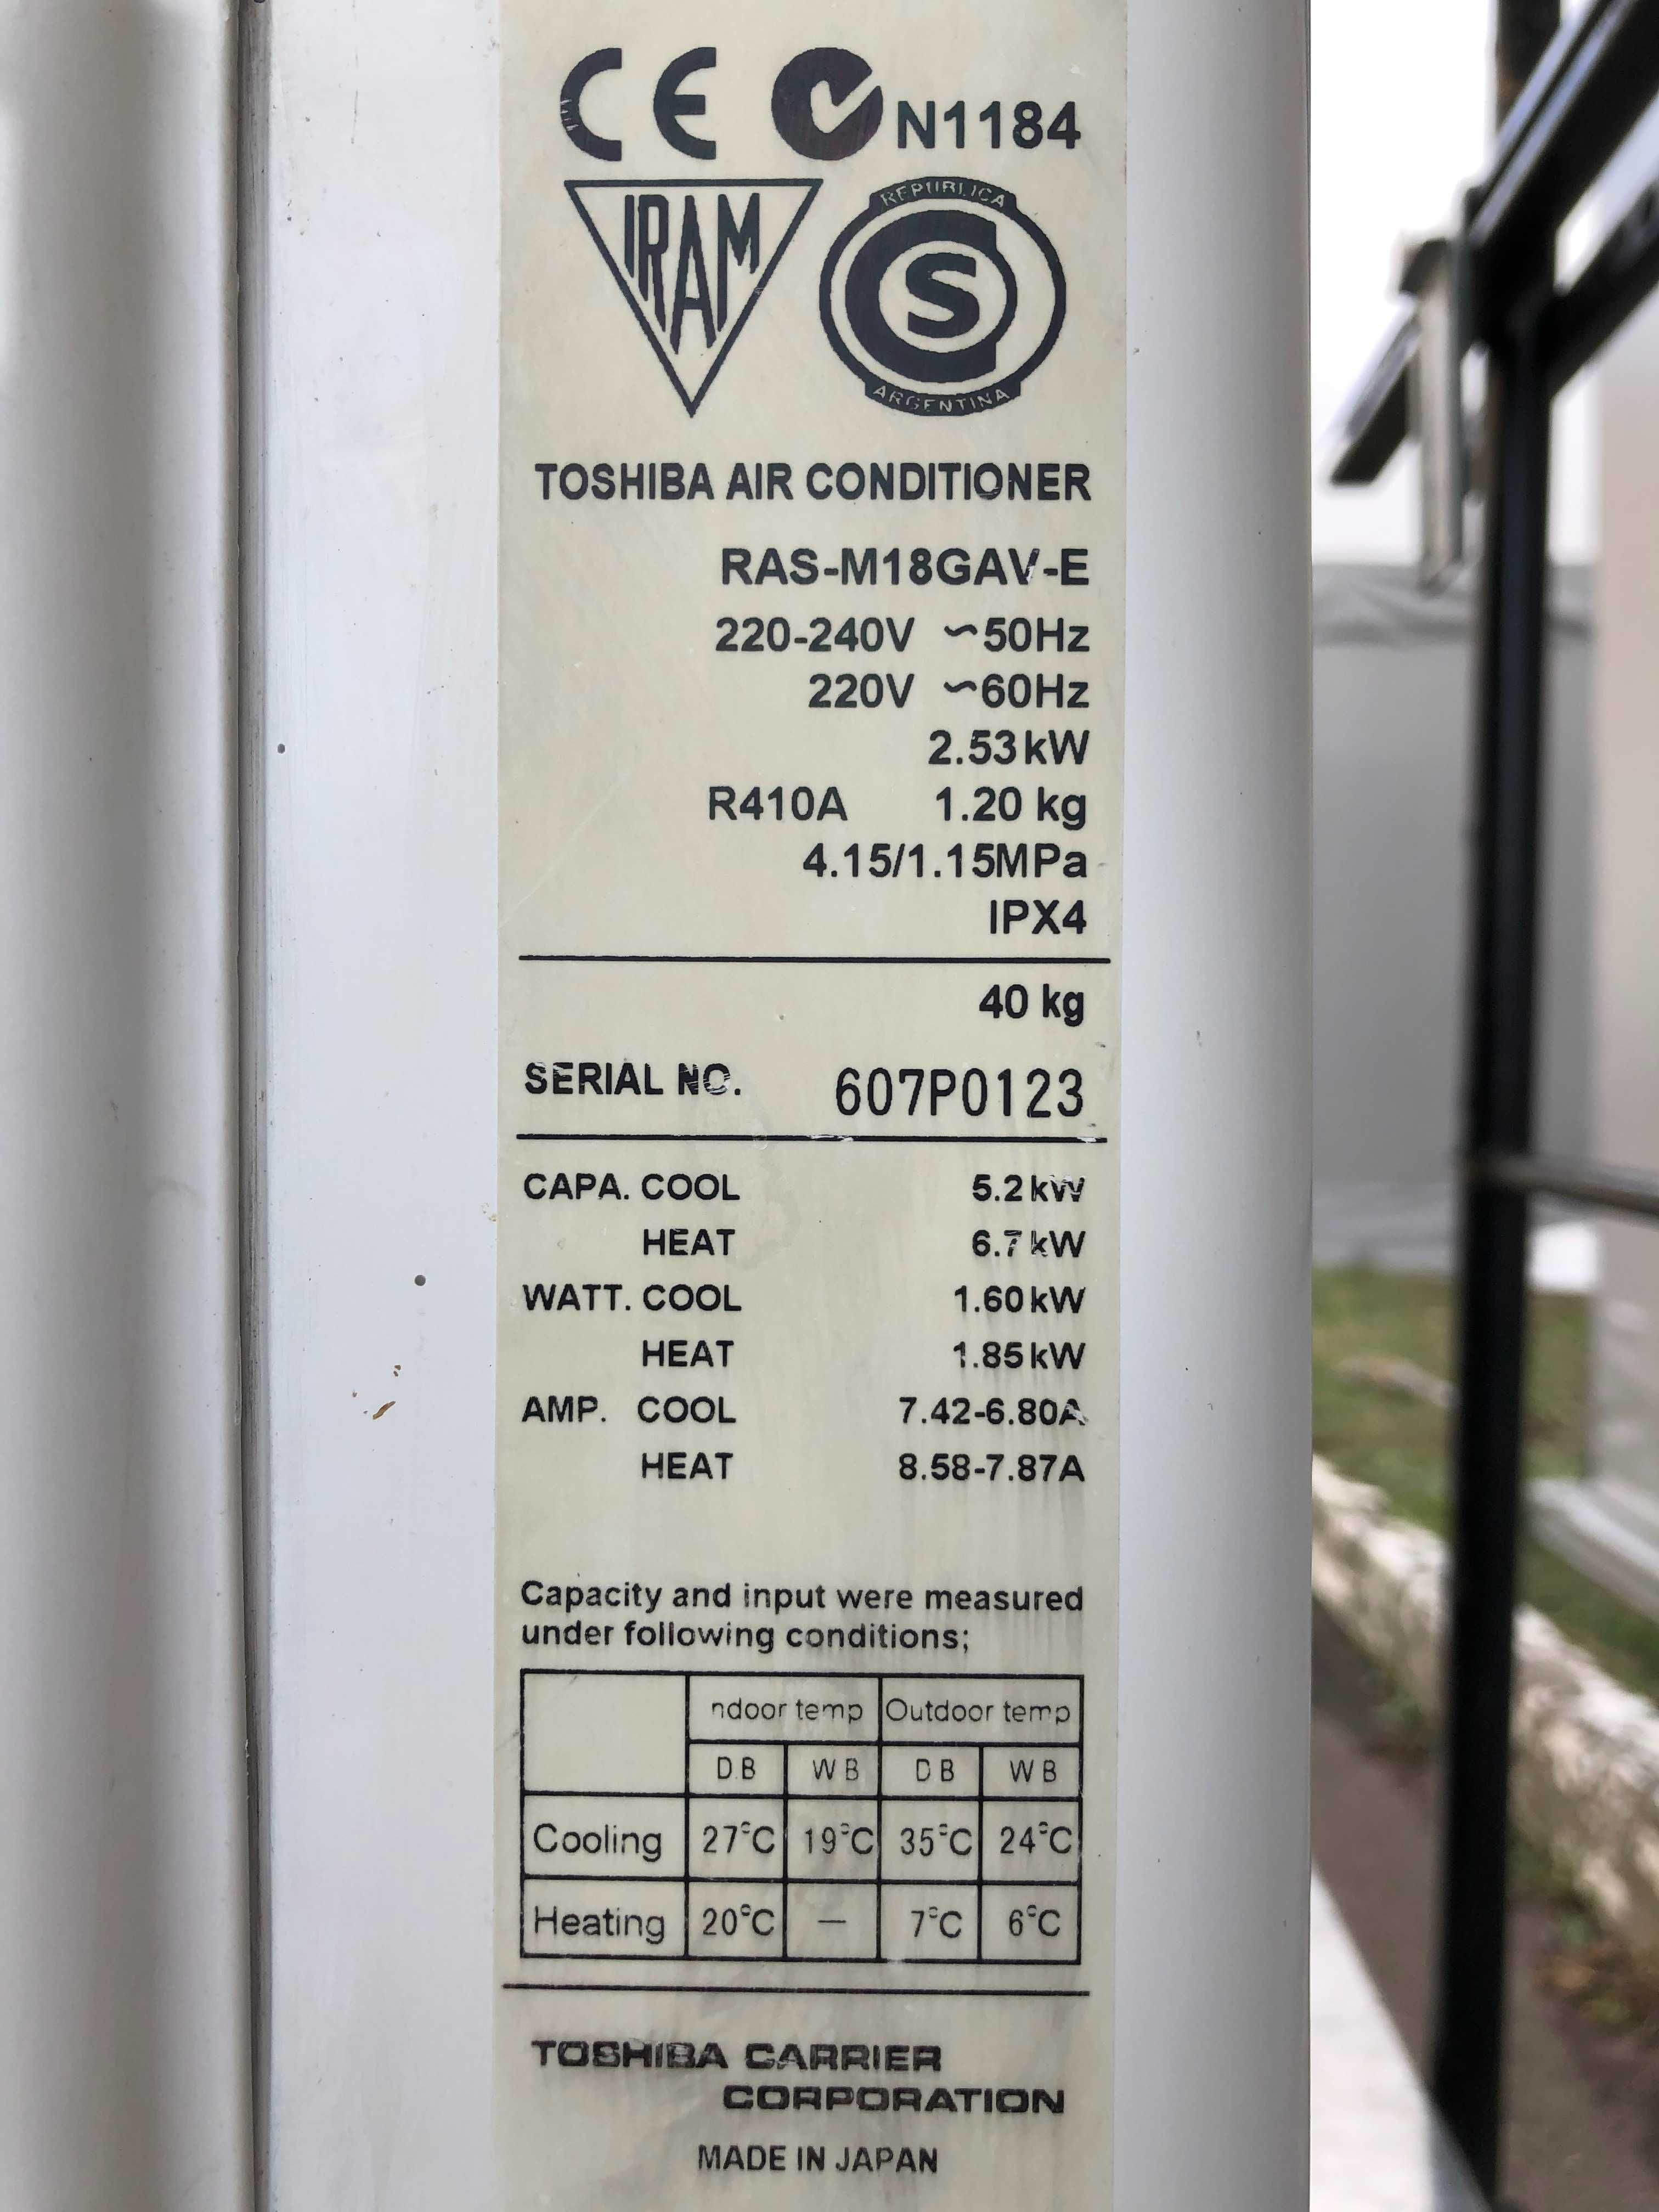 CE N1184
IRAM
REPUBLICA
S
ARGENTINA
TOSHIBA AIR CONDITIONER
RAS-M18GAV-E
220-240V ~50Hz
220V ~60Hz
2.53kW
R410A 1.20 kg
4.15/1.15MPa
IPX4
40 kg
SERIAL NO. 607P0123
CAPA. COOL 5.2kW
HEAT 6.7kW
WATT. COOL 1.60kW
HEAT 1.85kW
AMP. COOL 7.42-6.80A
HEAT 8.58-7.87A
Capacity and input were measured
under following conditions;
ndoor temp Outdoor temp
D.B W B D B W B
Cooling 27°C 19°C 35°C 24°C
Heating 20°C — 7°C 6°C
TOSHIBA CARRIER
CORPORATION
MADE IN JAPAN